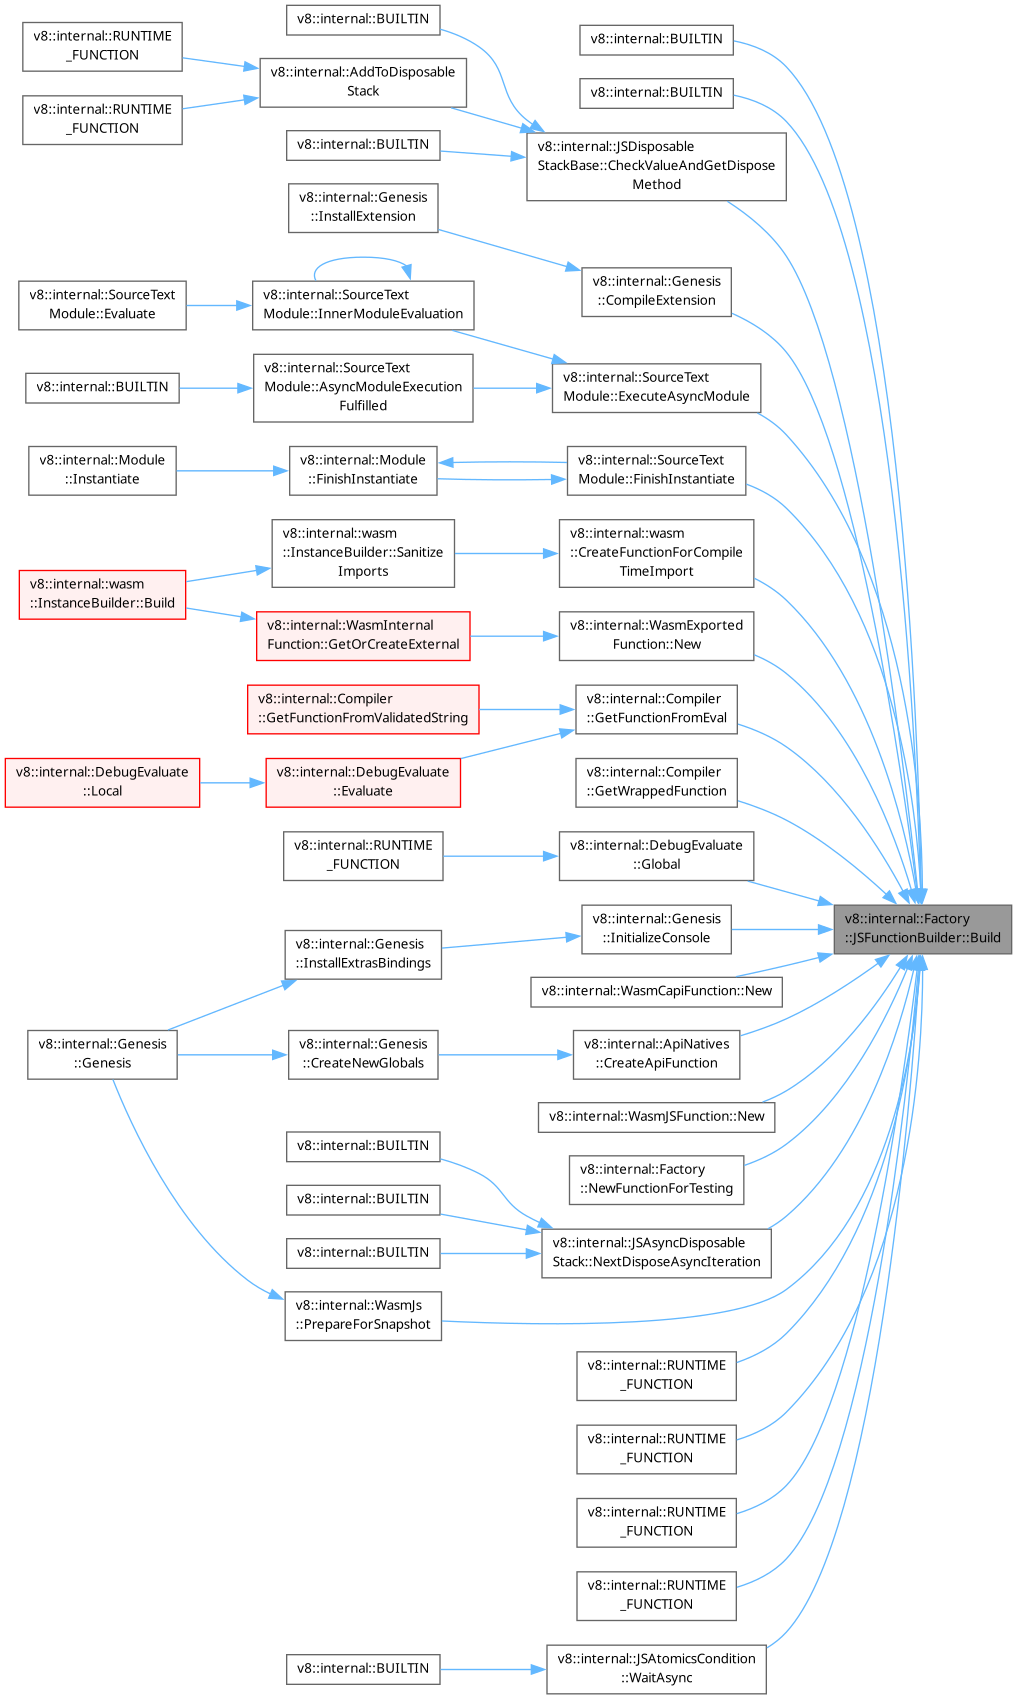 v8::internal::BUILTIN
v8::internal::RUNTIME
_FUNCTION
v8::internal::BUILTIN
v8::internal::AddToDisposable
Stack
v8::internal::BUILTIN
v8::internal::RUNTIME
_FUNCTION
v8::internal::BUILTIN
v8::internal::JSDisposable
StackBase::CheckValueAndGetDispose
Method
v8::internal::Genesis
::InstallExtension
v8::internal::Genesis
::CompileExtension
v8::internal::SourceText
Module::Evaluate
v8::internal::SourceText
Module::InnerModuleEvaluation
v8::internal::BUILTIN
v8::internal::SourceText
Module::AsyncModuleExecution
Fulfilled
v8::internal::SourceText
Module::ExecuteAsyncModule
v8::internal::Module
::Instantiate
v8::internal::Module
::FinishInstantiate
v8::internal::SourceText
Module::FinishInstantiate
v8::internal::wasm
::InstanceBuilder::Sanitize
Imports
v8::internal::wasm
::CreateFunctionForCompile
TimeImport
v8::internal::wasm
::InstanceBuilder::Build
v8::internal::WasmInternal
Function::GetOrCreateExternal
v8::internal::WasmExported
Function::New
v8::internal::Compiler
::GetFunctionFromValidatedString
v8::internal::Compiler
::GetFunctionFromEval
v8::internal::DebugEvaluate
::Local
v8::internal::DebugEvaluate
::Evaluate
v8::internal::Compiler
::GetWrappedFunction
v8::internal::RUNTIME
_FUNCTION
v8::internal::DebugEvaluate
::Global
v8::internal::Factory
::JSFunctionBuilder::Build
v8::internal::Genesis
::InstallExtrasBindings
v8::internal::Genesis
::InitializeConsole
v8::internal::WasmCapiFunction::New
v8::internal::Genesis
::Genesis
v8::internal::Genesis
::CreateNewGlobals
v8::internal::ApiNatives
::CreateApiFunction
v8::internal::WasmJSFunction::New
v8::internal::BUILTIN
v8::internal::Factory
::NewFunctionForTesting
v8::internal::BUILTIN
v8::internal::BUILTIN
v8::internal::JSAsyncDisposable
Stack::NextDisposeAsyncIteration
v8::internal::WasmJs
::PrepareForSnapshot
v8::internal::RUNTIME
_FUNCTION
v8::internal::RUNTIME
_FUNCTION
v8::internal::RUNTIME
_FUNCTION
v8::internal::RUNTIME
_FUNCTION
v8::internal::BUILTIN
v8::internal::JSAtomicsCondition
::WaitAsync